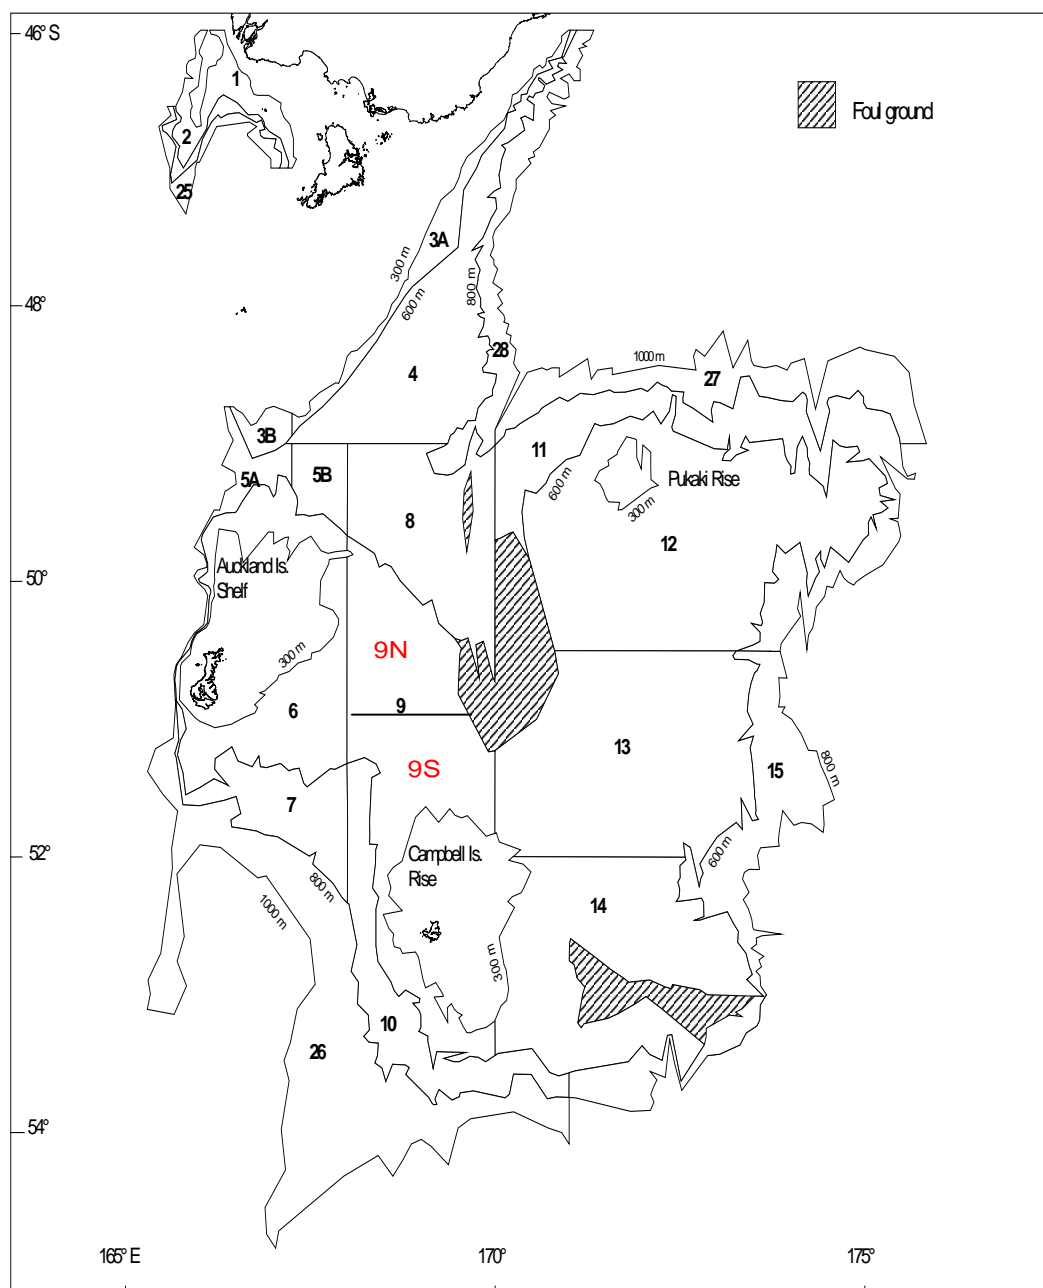 46° S
1
Foul ground
2
25
3A
300 m
600 m
800 m
48°
28
1000 m
4
27
3B
11
5A
5B
600 m
Pukaki Rise
300 m
8
12
Auckland Is.
Shelf
50°
9N
300 m
6
9
13
9S
15
800 m
7
Campbell Is.
Rise
600 m
52°
800 m
1000 m
14
300 m
10
26
54°
165° E
170°
175°